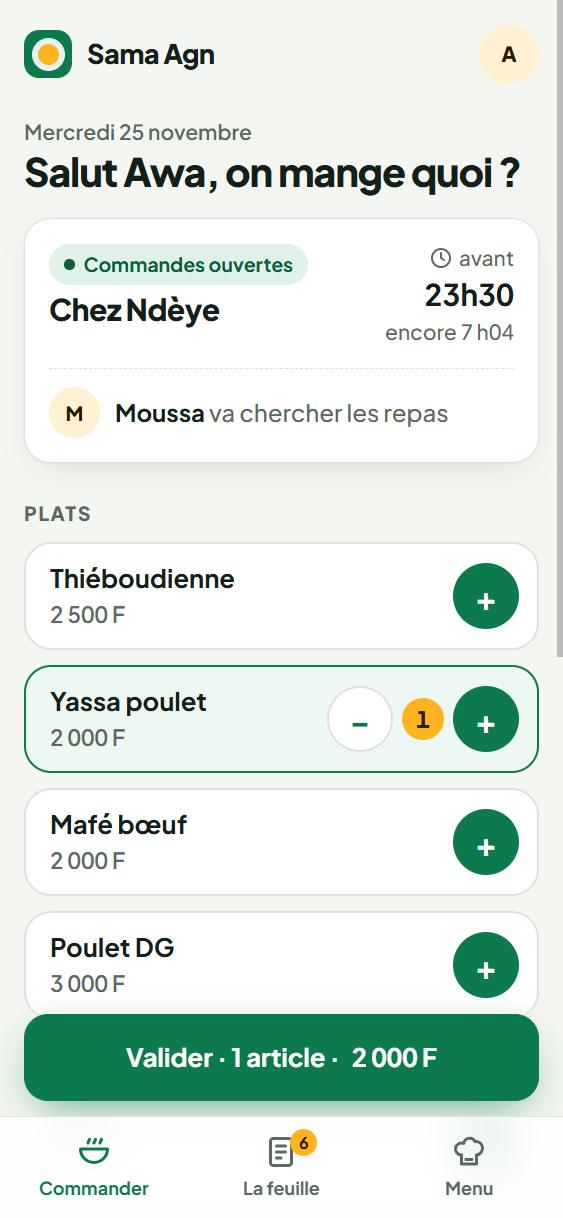 Sama Agn
A
Mercredi 25 novembre
Salut Awa, on mange quoi ?
Commandes ouvertes
avant
Chez Ndèye
23h30
encore 7 h04
M
Moussa va chercher les repas
PLATS
Thiéboudienne
2 500 F
+
Yassa poulet
2 000 F
− 1 +
Mafé bœuf
2 000 F
+
Poulet DG
3 000 F
+
Valider · 1 article · 2 000 F
6
Commander
La feuille
Menu